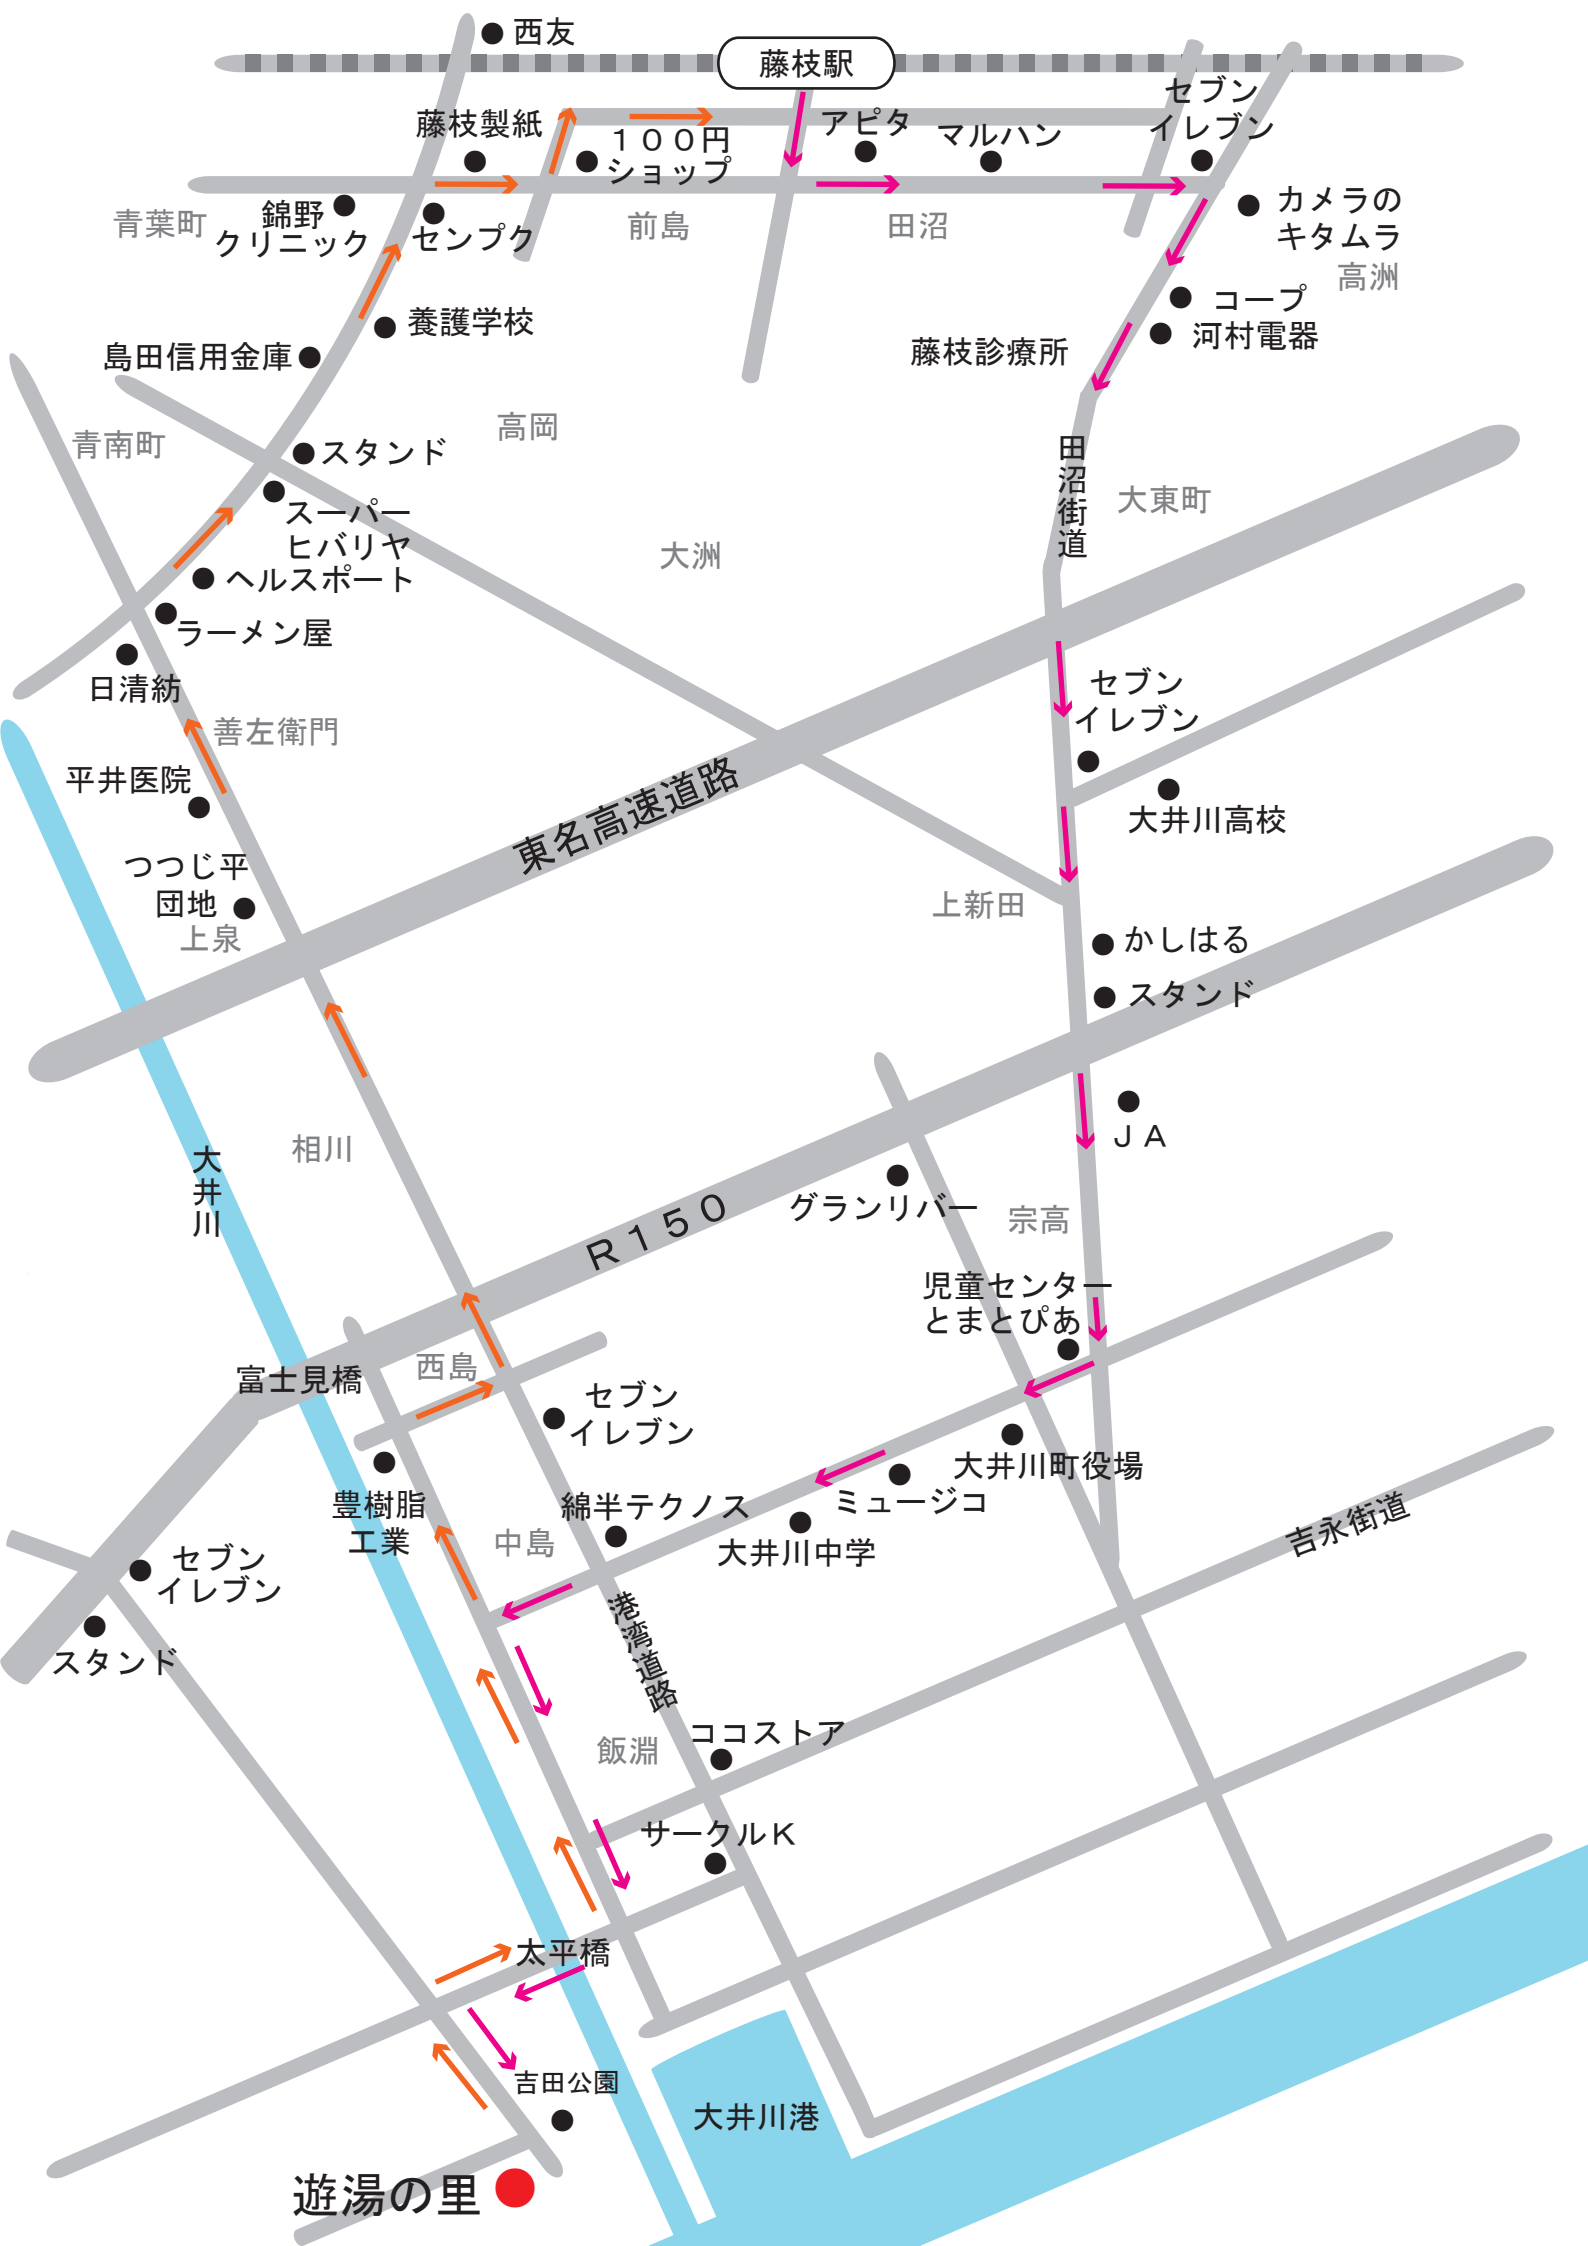 西友
藤枝駅
セブン
イレブン
藤枝製紙
100円
ショップ
アピタ
マルハン
カメラの
キタムラ
青葉町
錦野
クリニック
センプク
前島
田沼
高洲
コープ
河村電器
養護学校
島田信用金庫
藤枝診療所
青南町
スタンド
高岡
田沼街道
大東町
スーパー
ヒバリヤ
大洲
ヘルスポート
ラーメン屋
日清紡
セブン
イレブン
善左衛門
平井医院
東名高速道路
大井川高校
つつじ平
団地
上泉
上新田
かしはる
スタンド
JA
相川
大井川
R150
グランリバー
宗高
児童センター
とまとぴあ
富士見橋
西島
セブン
イレブン
大井川町役場
豊樹脂
工業
綿半テクノス
ミュージコ
中島
大井川中学
吉永街道
セブン
イレブン
スタンド
港湾道路
飯淵
ココストア
サークルK
太平橋
吉田公園
大井川港
遊湯の里